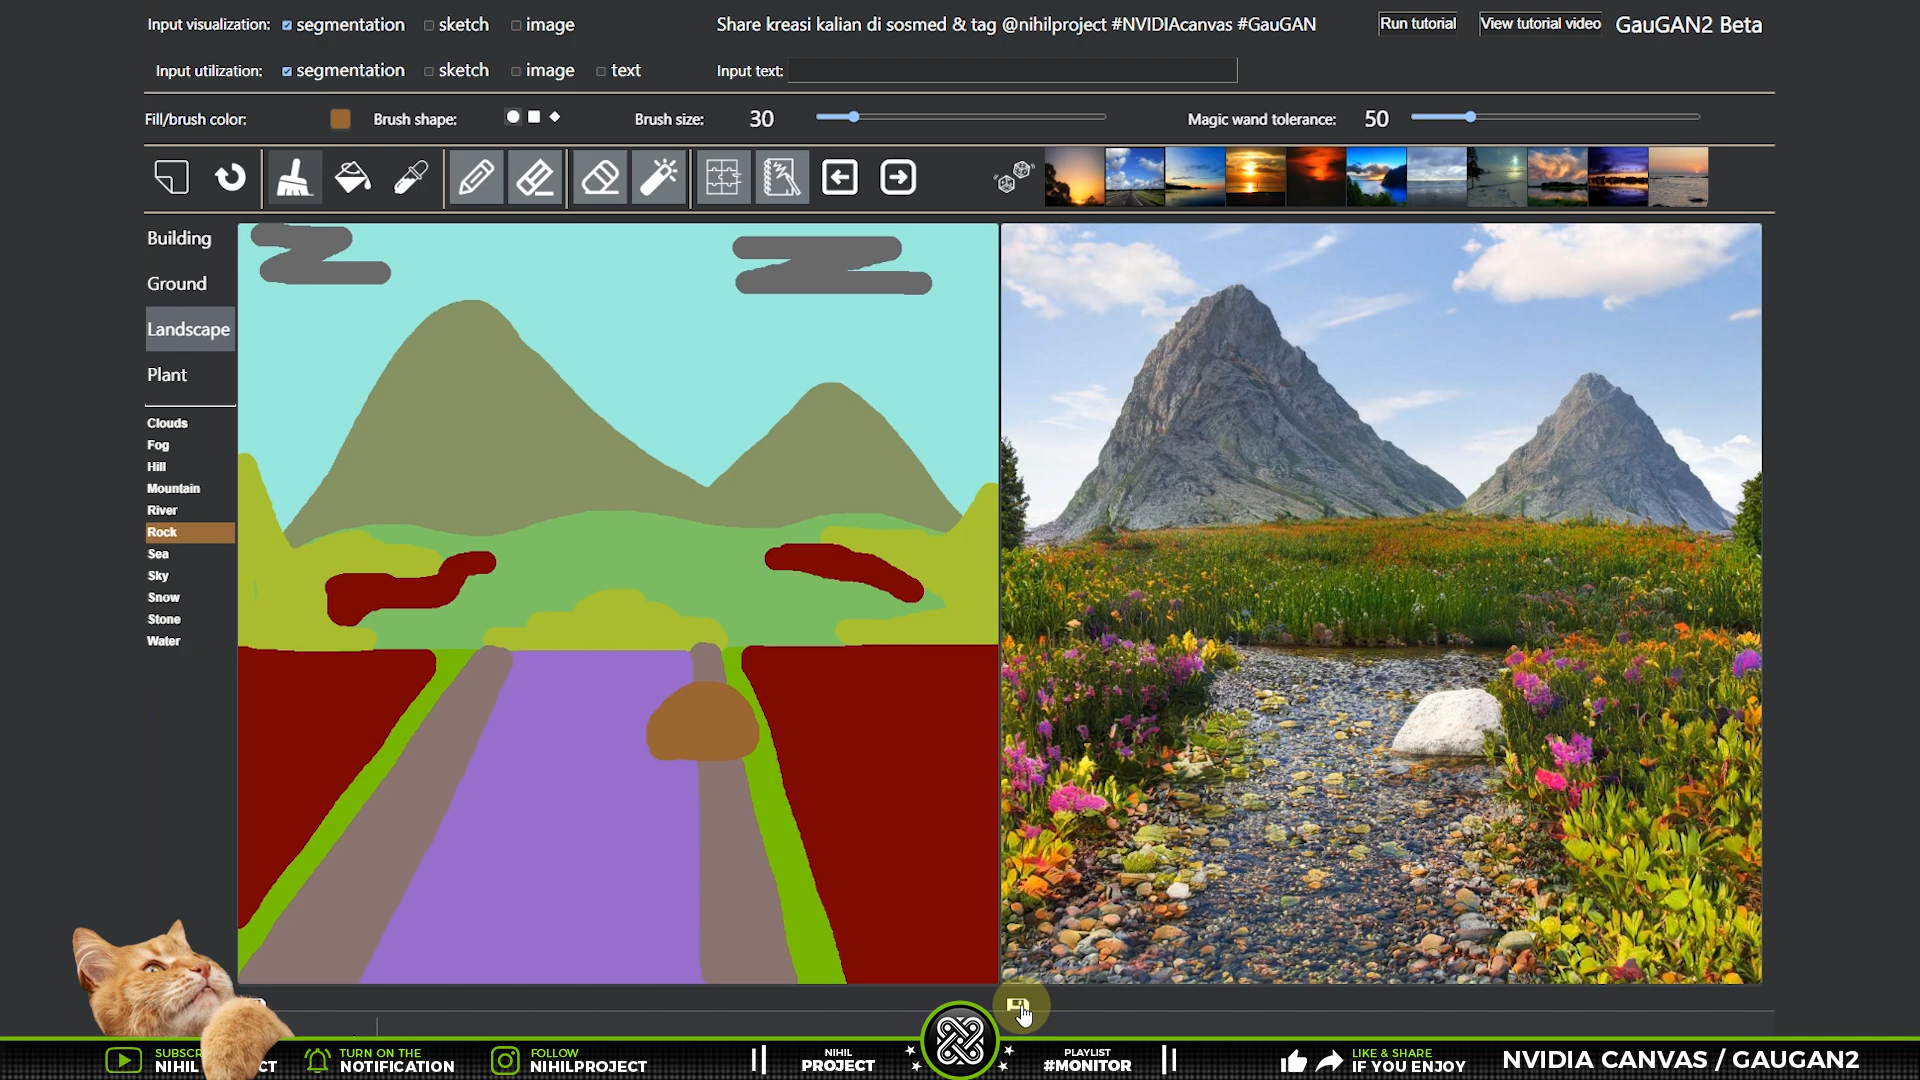 Input visualization: segmentation sketch image
Share kreasi kalian di sosmed & tag @nihilproject #NVIDIAcanvas #GauGAN
Run tutorial
View tutorial video
GauGAN2 Beta
Input utilization: segmentation sketch image text
Input text:
Fill/brush color:
Brush shape:
Brush size: 30
Magic wand tolerance: 50
Building
Ground
Landscape
Plant
Clouds
Fog
Hill
Mountain
River
Rock
Sea
Sky
Snow
Stone
Water
TURN ON THE
NOTIFICATION
FOLLOW
NIHILPROJECT
NIHIL
PROJECT
PLAYLIST
#MONITOR
LIKE & SHARE
IF YOU ENJOY
NVIDIA CANVAS / GAUGAN2